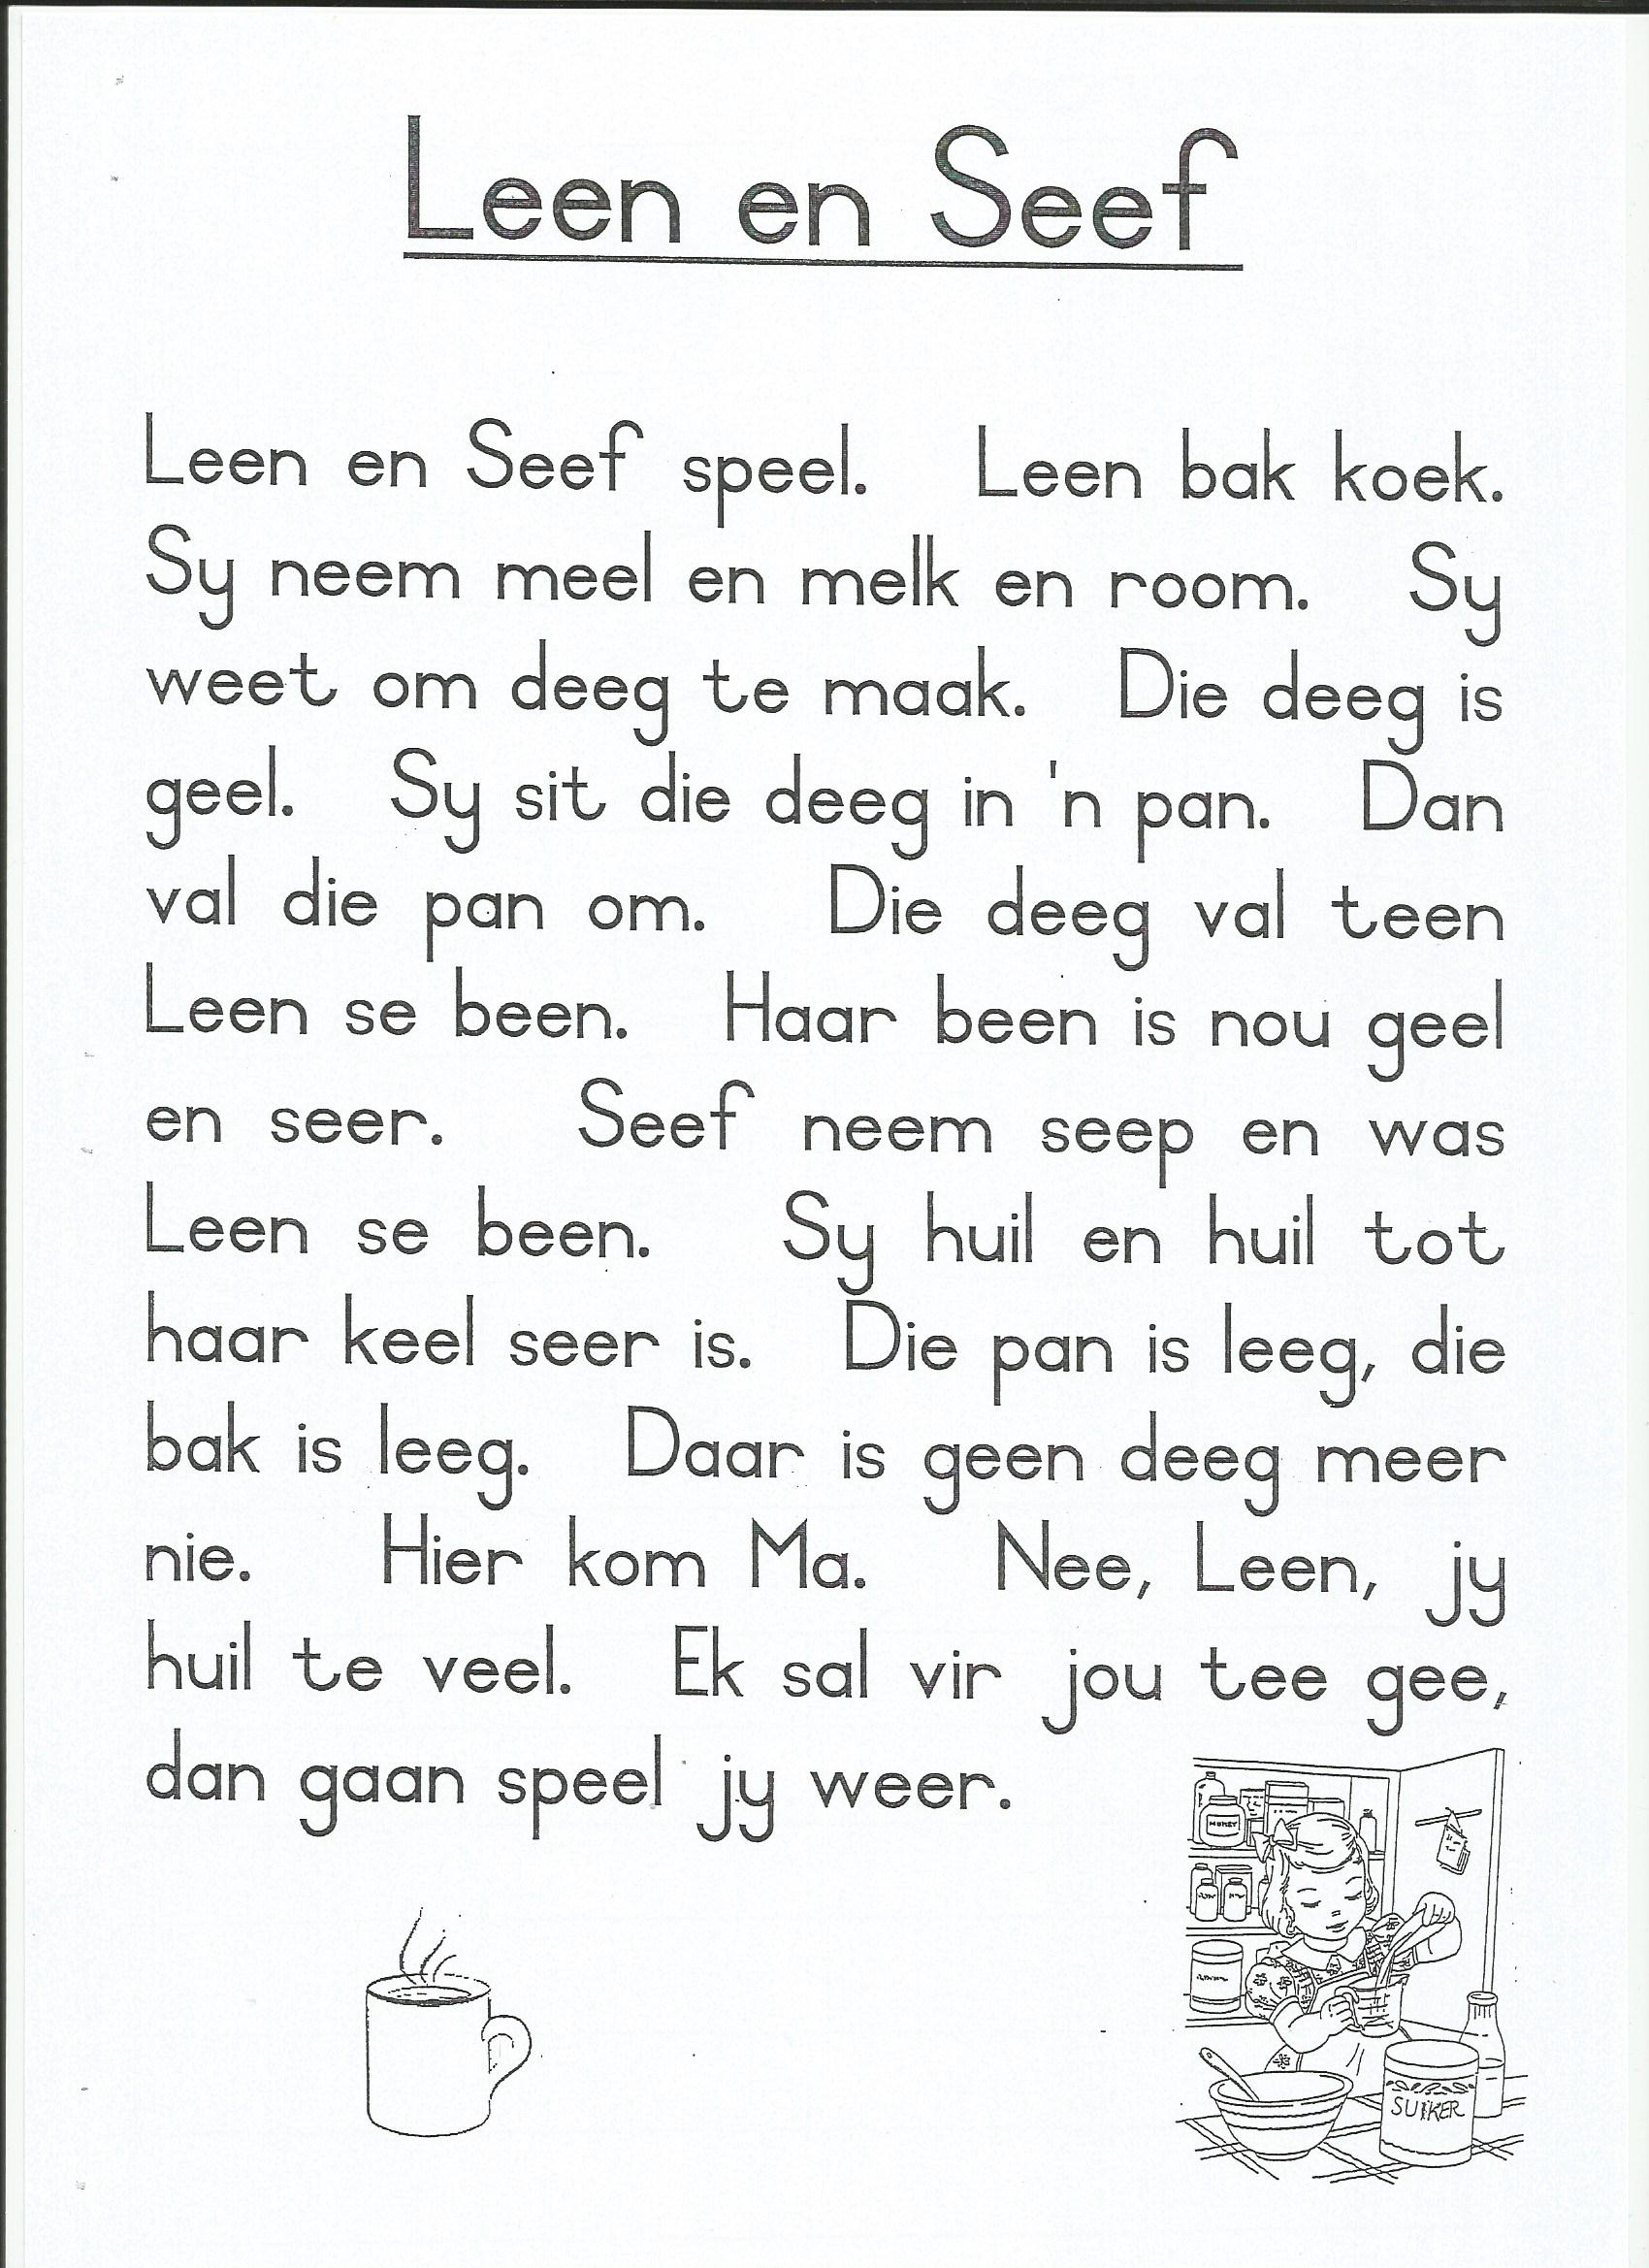 Leen en Seef
Leen en Seef speel. Leen bak koek.
Sy neem meel en melk en room. Sy
weet om deeg te maak. Die deeg is
geel. Sy sit die deeg in 'n pan. Dan
val die pan om. Die deeg val teen
Leen se been. Haar been is nou geel
en seer. Seef neem seep en was
Leen se been. Sy huil en huil tot
haar keel seer is. Die pan is leeg, die
bak is leeg. Daar is geen deeg meer
nie. Hier kom Ma. Nee, Leen, jy
huil te veel. Ek sal vir jou tee gee,
dan gaan speel jy weer.
HONEY
SUIKER